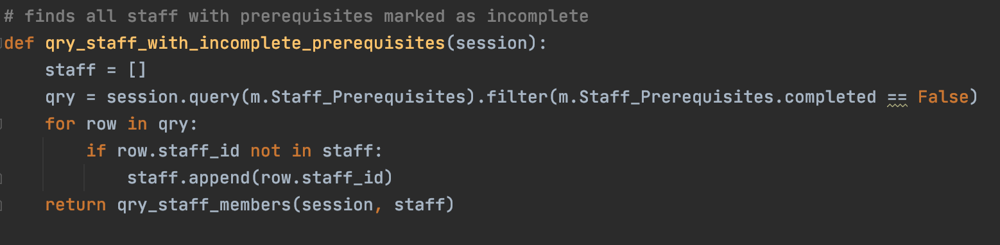 # finds all staff with prerequisites marked as incomplete
def qry_staff_with_incomplete_prerequisites(session):
    staff = []
    qry = session.query(m.Staff_Prerequisites).filter(m.Staff_Prerequisites.completed == False)
    for row in qry:
        if row.staff_id not in staff:
            staff.append(row.staff_id)
    return qry_staff_members(session, staff)